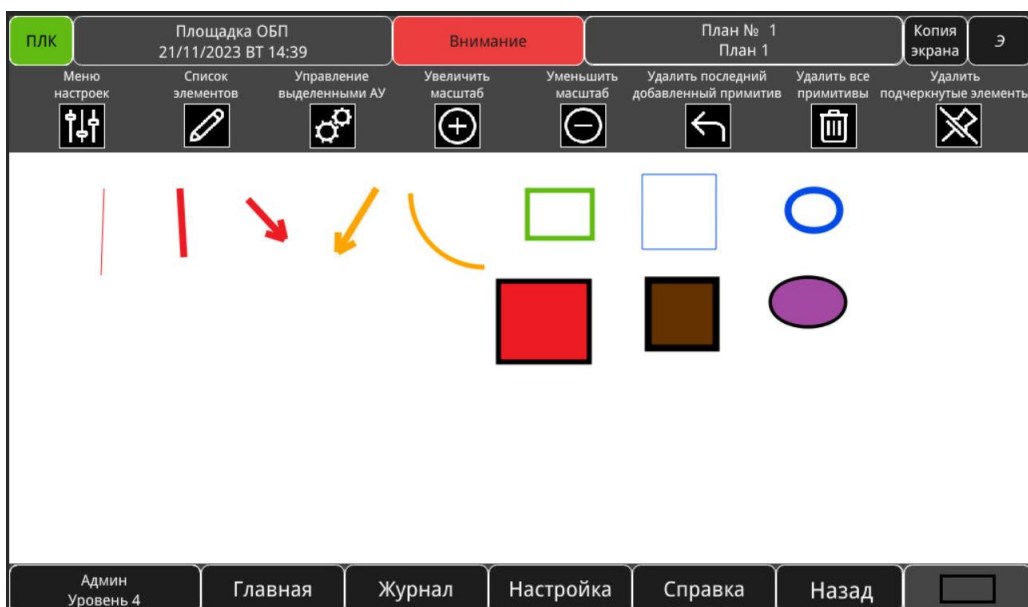 ПЛК
Площадка ОБП
21/11/2023 ВТ 14:39
Внимание
План № 1
План 1
Копия
экрана
Э
Меню
настроек
Список
элементов
Управление
выделенными АУ
Увеличить
масштаб
Уменьшить
масштаб
Удалить последний
добавленный примитив
Удалить все
примитивы
Удалить
подчеркнутые элементы
Админ
Уровень 4
Главная
Журнал
Настройка
Справка
Назад